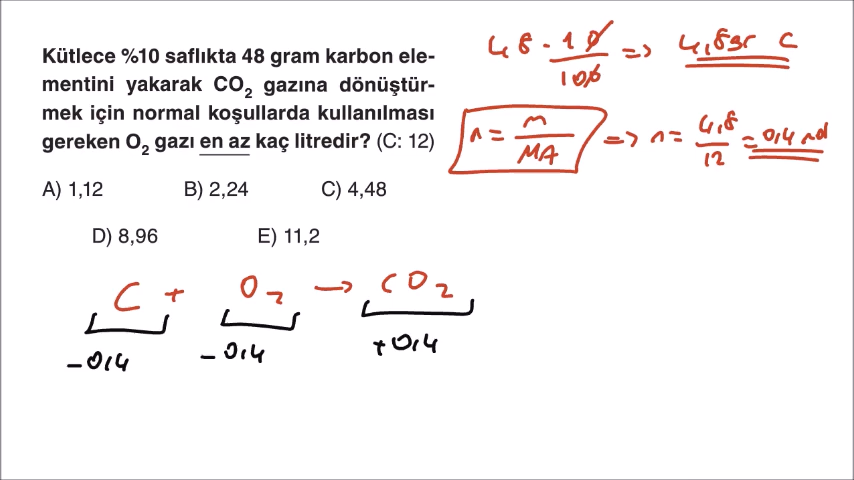 Kütlece %10 saflıkta 48 gram karbon ele-
mentini yakarak CO₂ gazına dönüştür-
mek için normal koşullarda kullanılması
gereken O₂ gazı en az kaç litredir? (C: 12)
A) 1,12 B) 2,24 C) 4,48
D) 8,96 E) 11,2
48 · 10/100 => 4,8gr C
n = m/MA => n = 4,8/12 = 0,4 mol
C + O₂ → CO₂
-0,4 -0,4 +0,4